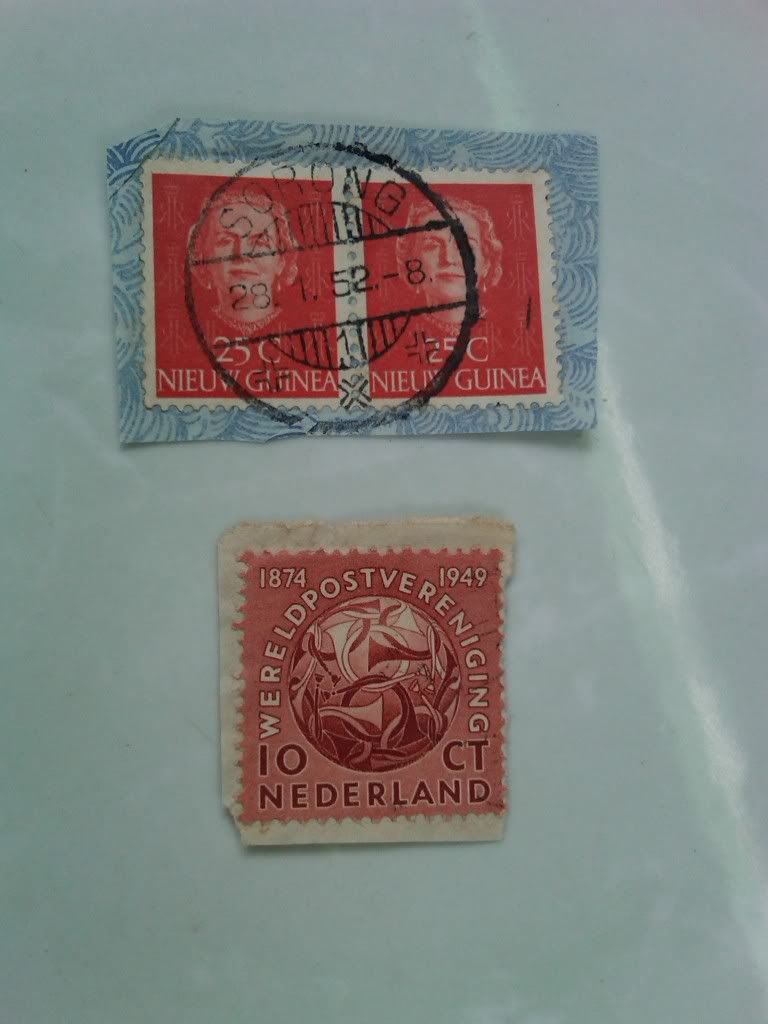 SORONG
28. 1. 52.-8.
25 C
NIEUW GUINEA
25 C
NIEUW GUINEA
1874 1949
WERELDPOSTVERENIGING
10 CT
NEDERLAND